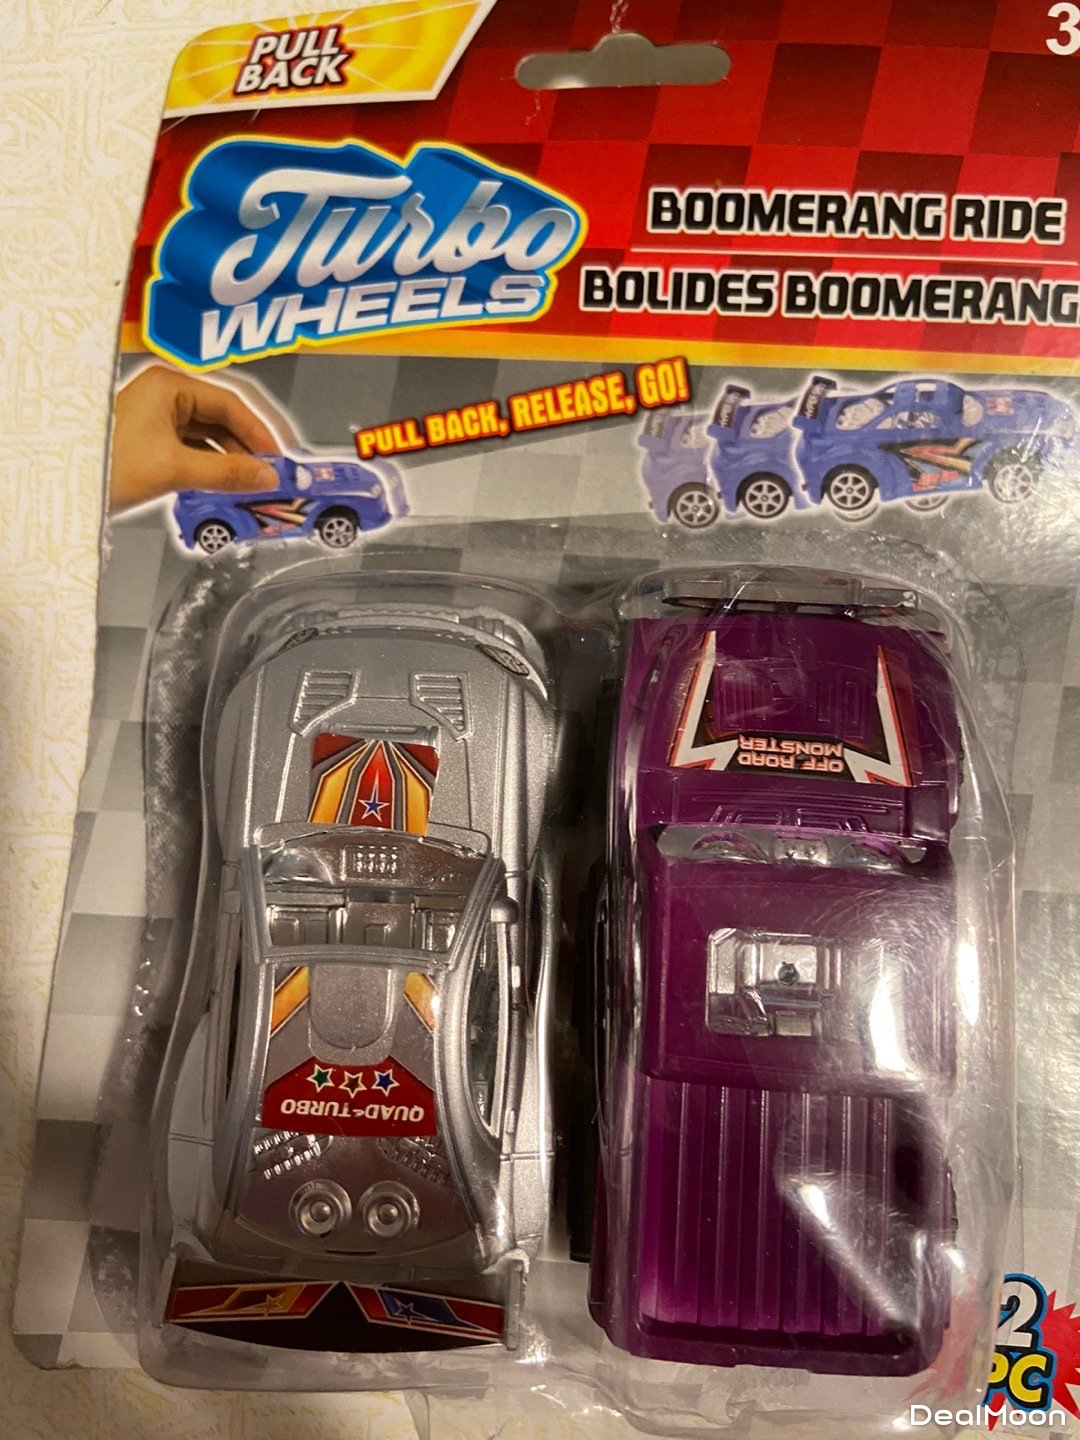 PULL
BACK
3
Turbo
WHEELS
BOOMERANG RIDE
BOLIDES BOOMERANG
PULL BACK, RELEASE, GO!
OFF ROAD
MONSTER
QUAD-TURBO
2
PC
DealMoon